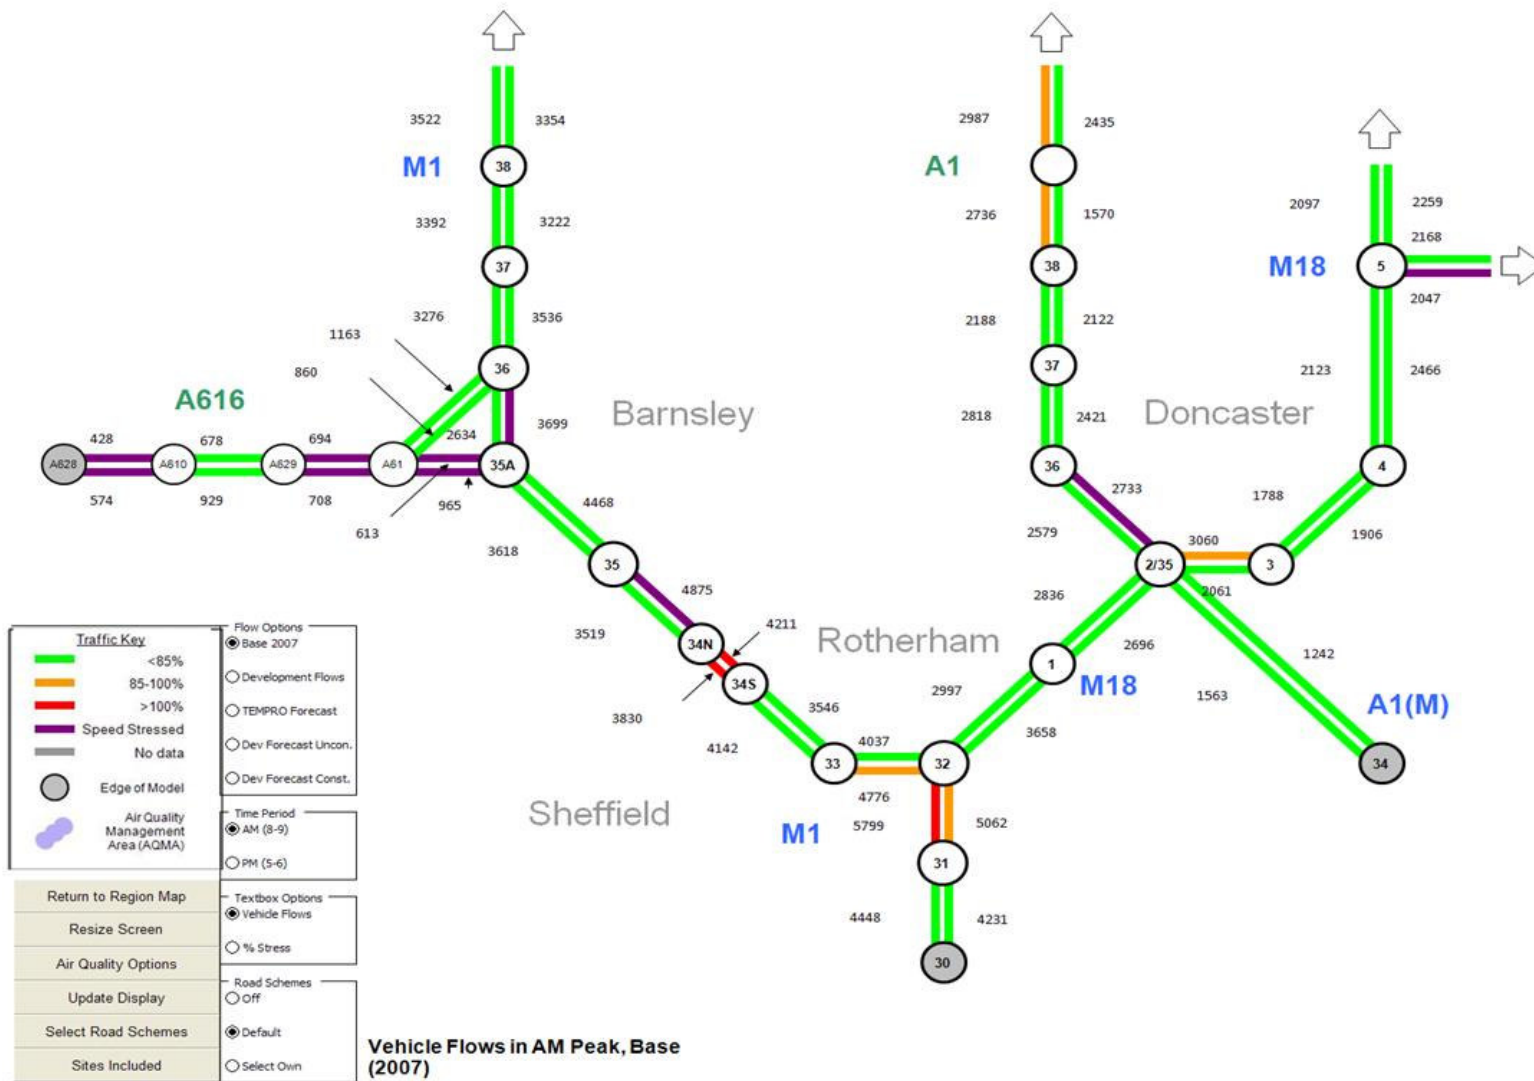 3522
3354
2987
2435
M1
38
A1
3392
3222
2736
1570
2097
2259
2168
37
38
M18
5
2047
3276
3536
2188
2122
1163
860
36
37
2123
2466
A616
Barnsley
2818
2421
Doncaster
428
678
694
2634
3699
A628
A610
A629
A61
35A
36
4
574
929
708
965
613
4468
2733
1788
3618
2579
3060
1906
35
2/35
3
4875
2836
2061
3519
34N
4211
Rotherham
2696
1242
34S
1
M18
1563
A1(M)
3830
3546
2997
4142
4037
3658
33
32
34
Sheffield
4776
M1
5799
5062
31
4448
4231
30
Traffic Key
<85%
85-100%
>100%
Speed Stressed
No data
Edge of Model
Air Quality
Management
Area (AQMA)
Flow Options
Base 2007
Development Flows
TEMPRO Forecast
Dev Forecast Uncon.
Dev Forecast Const.
Time Period
AM (8-9)
PM (5-6)
Textbox Options
Vehicle Flows
% Stress
Road Schemes
Off
Default
Select Own
Return to Region Map
Resize Screen
Air Quality Options
Update Display
Select Road Schemes
Sites Included
Vehicle Flows in AM Peak, Base
(2007)